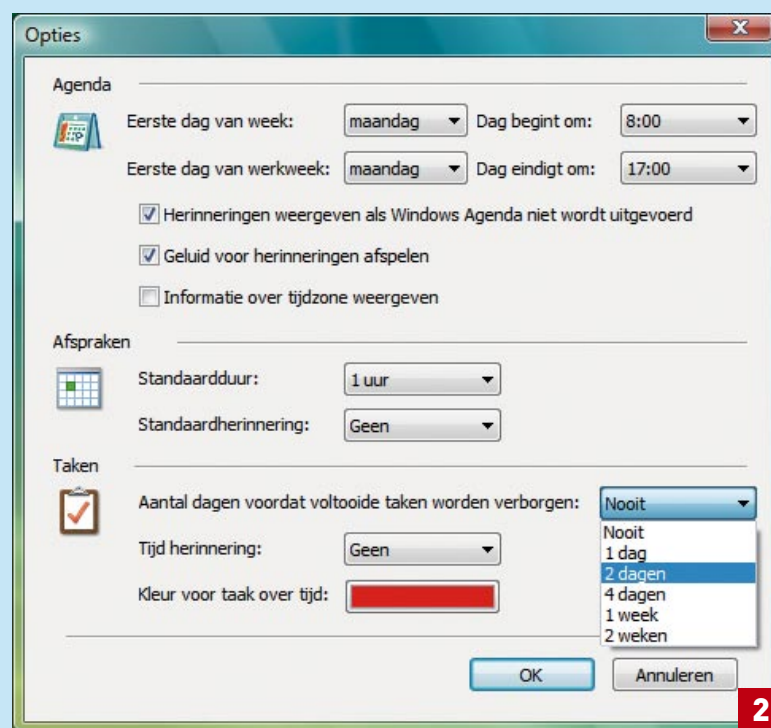 Opties
Agenda
Eerste dag van week: maandag Dag begint om: 8:00
Eerste dag van werkweek: maandag Dag eindigt om: 17:00
Herinneringen weergeven als Windows Agenda niet wordt uitgevoerd
Geluid voor herinneringen afspelen
Informatie over tijdzone weergeven
Afspraken
Standaardduur: 1 uur
Standaardherinnering: Geen
Taken
Aantal dagen voordat voltooide taken worden verborgen: Nooit
Nooit
Tijd herinnering: Geen 1 dag
2 dagen
Kleur voor taak over tijd: 4 dagen
1 week
2 weken
OK Annuleren
2